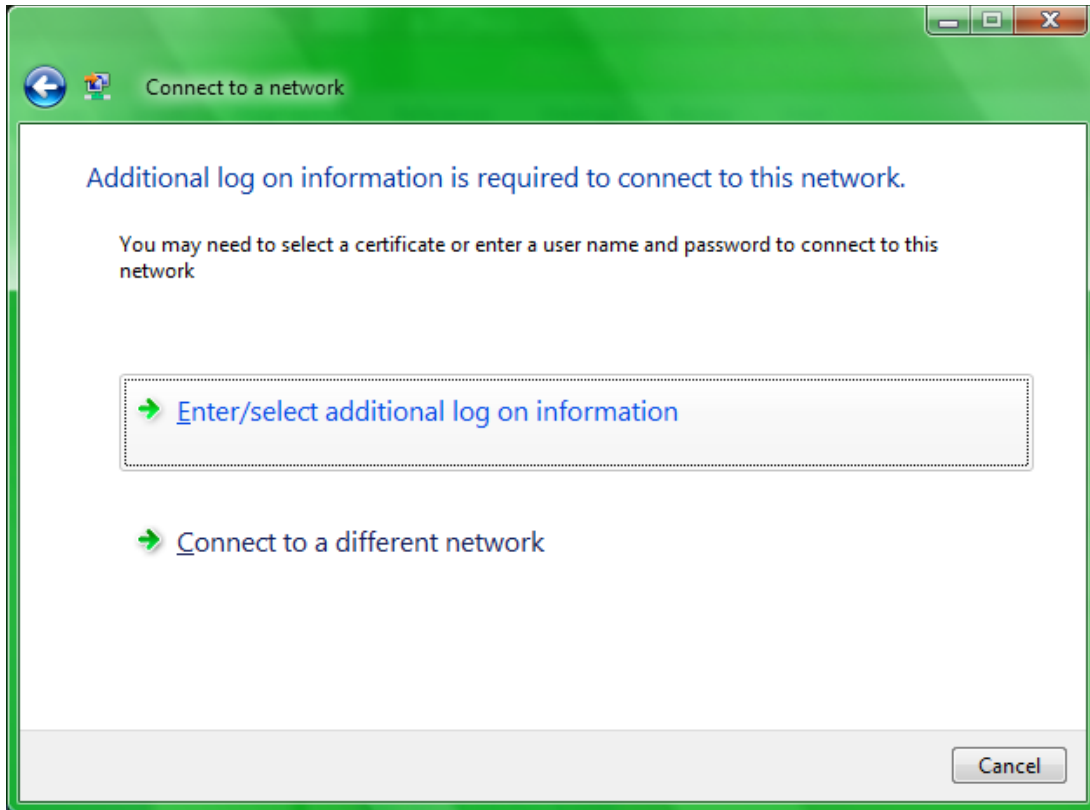 Connect to a network
Additional log on information is required to connect to this network.
You may need to select a certificate or enter a user name and password to connect to this
network
Enter/select additional log on information
Connect to a different network
Cancel